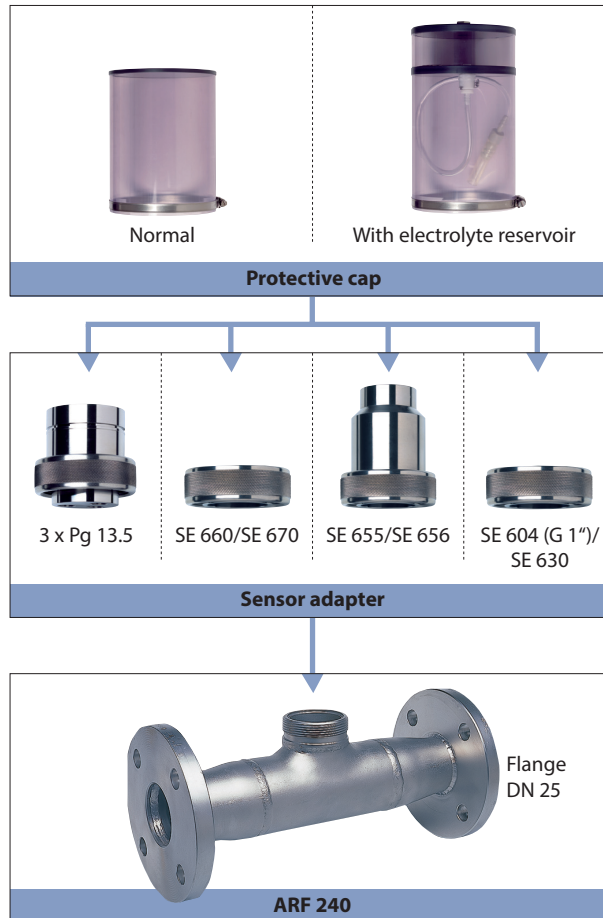 Normal
With electrolyte reservoir
Protective cap
3 x Pg 13.5
SE 660/SE 670
SE 655/SE 656
SE 604 (G 1“)/
SE 630
Sensor adapter
Flange
DN 25
ARF 240